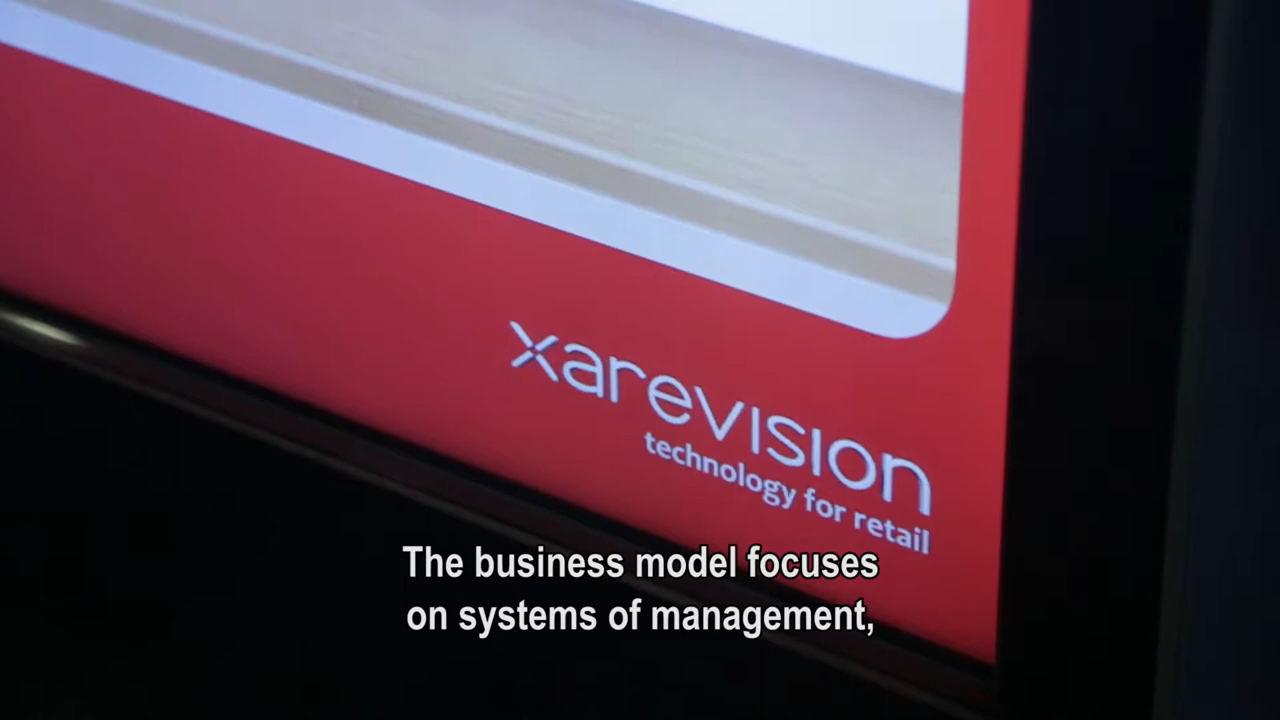 xarevision
technology for retail
The business model focuses
on systems of management,